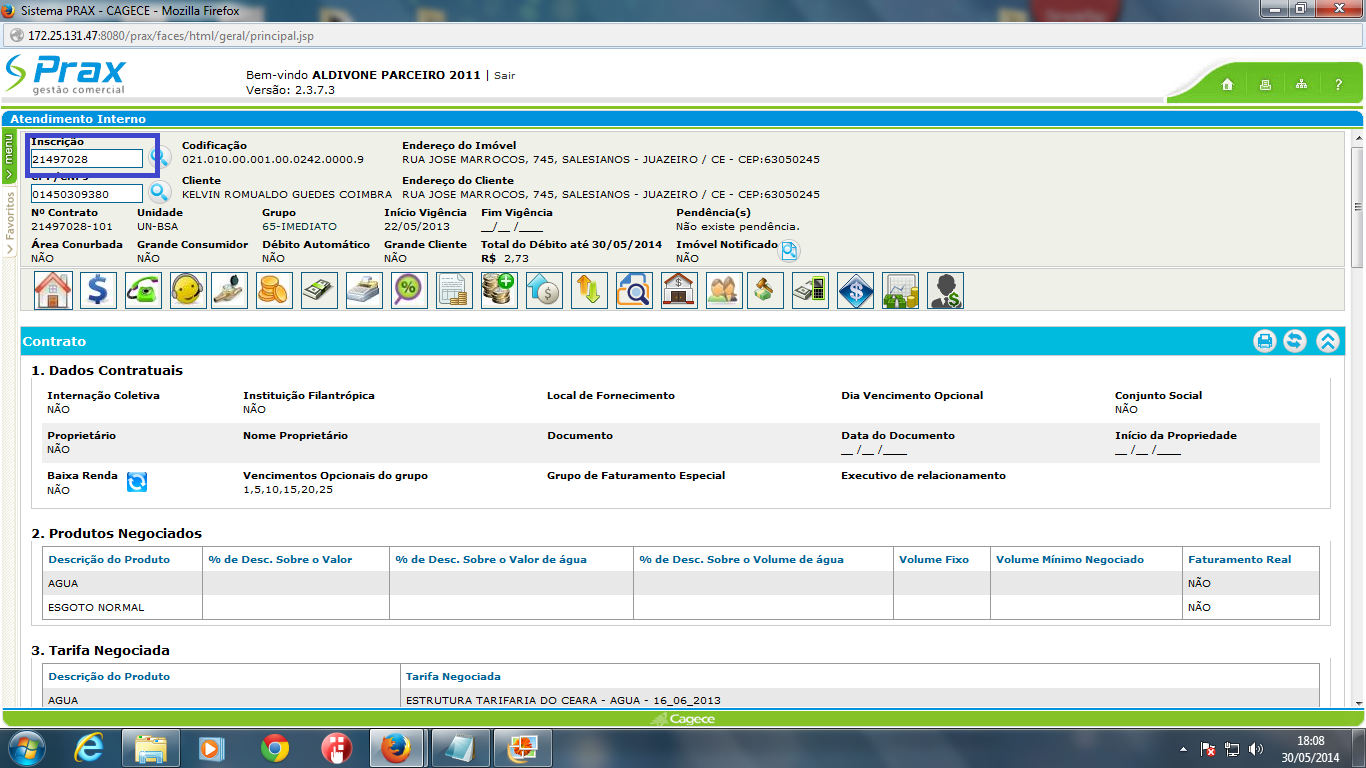 Sistema PRAX - CAGECE - Mozilla Firefox
172.25.131.47:8080/prax/faces/html/geral/principal.jsp
Prax
gestão comercial
Bem-vindo ALDIVONE PARCEIRO 2011 | Sair
Versão: 2.3.7.3
?
Atendimento Interno
menu
Favoritos
Inscrição Codificação Endereço do Imóvel
21497028 021.010.00.001.00.0242.0000.9 RUA JOSE MARROCOS, 745, SALESIANOS - JUAZEIRO / CE - CEP:63050245
Cliente Endereço do Cliente
01450309380 KELVIN ROMUALDO GUEDES COIMBRA RUA JOSE MARROCOS, 745, SALESIANOS - JUAZEIRO / CE - CEP:63050245
Nº Contrato Unidade Grupo Início Vigência Fim Vigência Pendência(s)
21497028-101 UN-BSA 65-IMEDIATO 22/05/2013 __/__ /____ Não existe pendência.
Área Conurbada Grande Consumidor Débito Automático Grande Cliente Total do Débito até 30/05/2014 Imóvel Notificado
NÃO NÃO NÃO NÃO R$ 2,73 NÃO
Contrato
1. Dados Contratuais
Internação Coletiva Instituição Filantrópica Local de Fornecimento Dia Vencimento Opcional Conjunto Social
NÃO NÃO NÃO
Proprietário Nome Proprietário Documento Data do Documento Início da Propriedade
NÃO __ /__ /____ __ /__ /____
Baixa Renda Vencimentos Opcionais do grupo Grupo de Faturamento Especial Executivo de relacionamento
NÃO 1,5,10,15,20,25
2. Produtos Negociados
Descrição do Produto % de Desc. Sobre o Valor % de Desc. Sobre o Valor de água % de Desc. Sobre o Volume de água Volume Fixo Volume Mínimo Negociado Faturamento Real
AGUA NÃO
ESGOTO NORMAL NÃO
3. Tarifa Negociada
Descrição do Produto Tarifa Negociada
AGUA ESTRUTURA TARIFARIA DO CEARA - AGUA - 16_06_2013
Cagece
18:08
30/05/2014